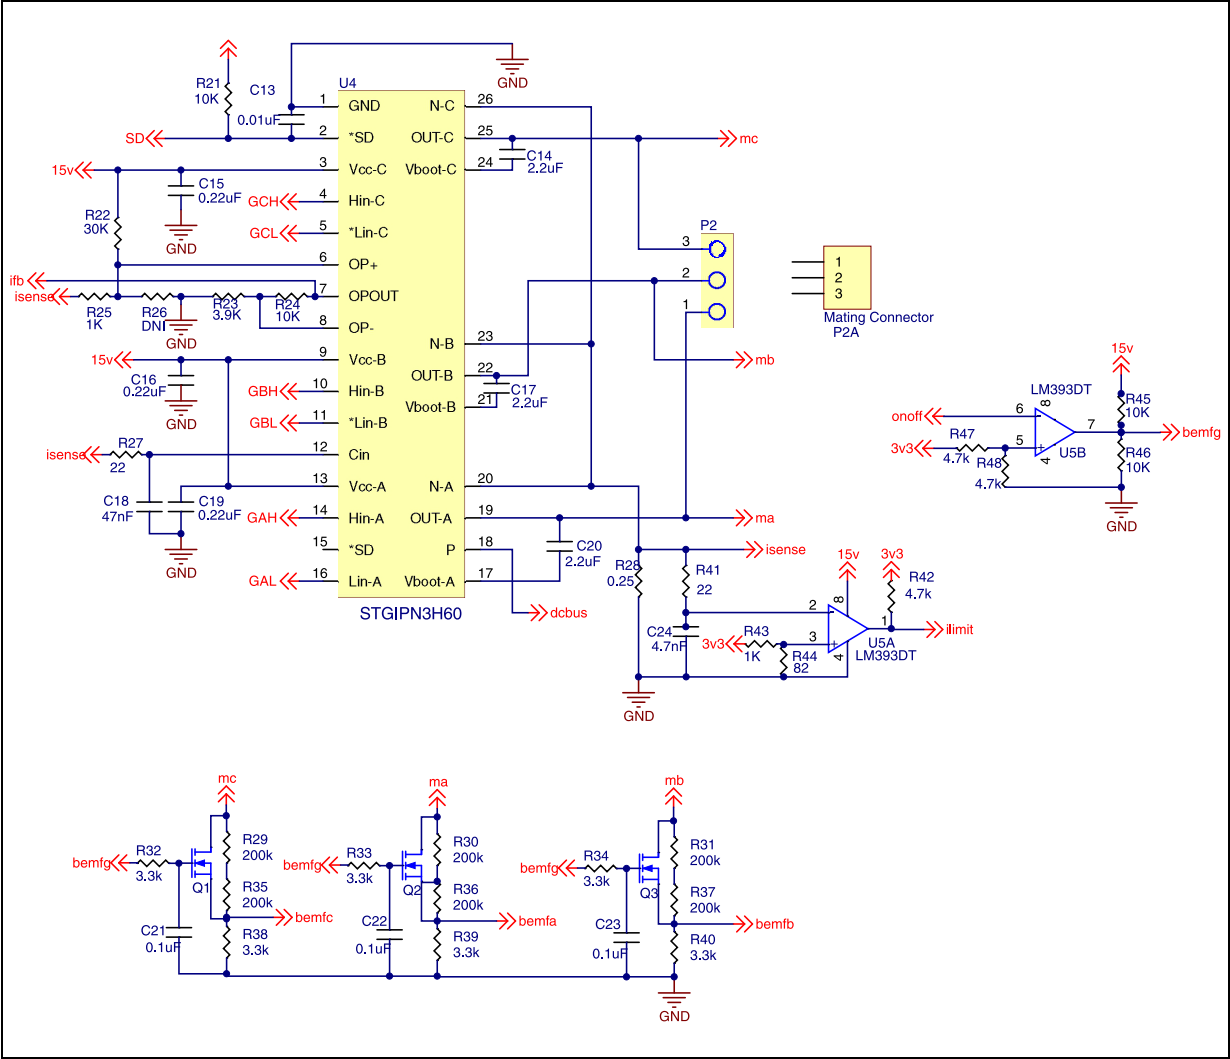 R21
10K
C13
0.01uF
GND
U4
SD
1 GND N-C 26
2 *SD OUT-C 25
3 Vcc-C Vboot-C 24
4 Hin-C
5 *Lin-C
6 OP+
7 OPOUT
8 OP-
9 Vcc-B N-B 23
10 Hin-B OUT-B 22
11 *Lin-B Vboot-B 21
12 Cin
13 Vcc-A N-A 20
14 Hin-A OUT-A 19
15 *SD P 18
16 Lin-A Vboot-A 17
STGIPN3H60
15v
C15
0.22uF
GND
R22
30K
GCH
GCL
ifb
isense
R25
1K
R26
DNI
GND
R23
3.9K
R24
10K
15v
C16
0.22uF
GND
GBH
GBL
isense
R27
22
C18
47nF
C19
0.22uF
GND
GAH
GAL
C14
2.2uF
mc
P2
3
2
1
1
2
3
Mating Connector
P2A
mb
C17
2.2uF
ma
C20
2.2uF
dcbus
isense
R28
0.25
R41
22
C24
4.7nF
3v3
R43
1K
R44
82
GND
15v
3v3
R42
4.7k
2
3
8
4
1
U5A
LM393DT
ilimit
15v
LM393DT
onoff
3v3
R47
4.7k
R48
4.7k
6
5
8
4
7
U5B
R45
10K
R46
10K
bemfg
GND
mc
bemfg
R32
3.3k
Q1
C21
0.1uF
R29
200k
R35
200k
R38
3.3k
bemfc
ma
bemfg
R33
3.3k
Q2
C22
0.1uF
R30
200k
R36
200k
R39
3.3k
bemfa
mb
bemfg
R34
3.3k
Q3
C23
0.1uF
R31
200k
R37
200k
R40
3.3k
bemfb
GND